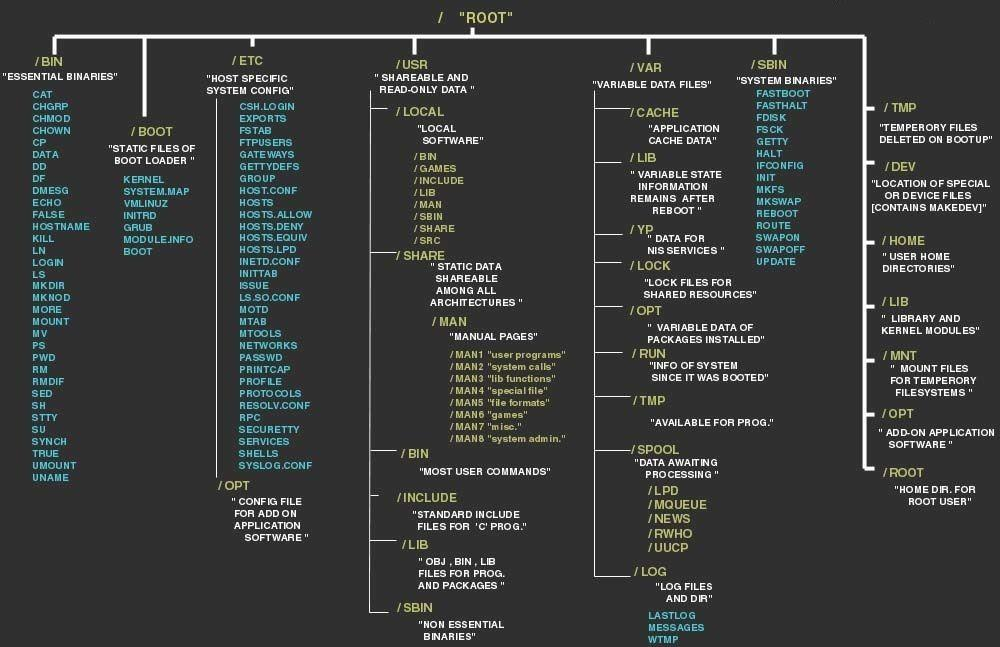 / "ROOT"
/BIN
"ESSENTIAL BINARIES"
CAT
CHGRP
CHMOD
CHOWN
CP
DATA
DD
DF
DMESG
ECHO
FALSE
HOSTNAME
KILL
LN
LOGIN
LS
MKDIR
MKNOD
MORE
MOUNT
MV
PS
PWD
RM
RMDIF
SED
SH
STTY
SU
SYNCH
TRUE
UMOUNT
UNAME
/BOOT
"STATIC FILES OF
BOOT LOADER "
KERNEL
SYSTEM.MAP
VMLINUZ
INITRD
GRUB
MODULE.INFO
BOOT
/ETC
"HOST SPECIFIC
SYSTEM CONFIG"
CSH.LOGIN
EXPORTS
FSTAB
FTPUSERS
GATEWAYS
GETTYDEFS
GROUP
HOST.CONF
HOSTS
HOSTS.ALLOW
HOSTS.DENY
HOSTS.EQUIV
HOSTS.LPD
INETD.CONF
INITTAB
ISSUE
LS.SO.CONF
MOTD
MTAB
MTOOLS
NETWORKS
PASSWD
PRINTCAP
PROFILE
PROTOCOLS
RESOLV.CONF
RPC
SECURETTY
SERVICES
SHELLS
SYSLOG.CONF
/OPT
" CONFIG FILE
FOR ADD ON
APPLICATION
SOFTWARE "
/USR
" SHAREABLE AND
READ-ONLY DATA "
/LOCAL
"LOCAL
SOFTWARE"
/BIN
/GAMES
/INCLUDE
/LIB
/MAN
/SBIN
/SHARE
/SRC
/SHARE
" STATIC DATA
SHAREABLE
AMONG ALL
ARCHITECTURES "
/MAN
"MANUAL PAGES"
/MAN1 "user programs"
/MAN2 "system calls"
/MAN3 "lib functions"
/MAN4 "special file"
/MAN5 "file formats"
/MAN6 "games"
/MAN7 "misc."
/MAN8 "system admin."
/BIN
"MOST USER COMMANDS"
/INCLUDE
"STANDARD INCLUDE
FILES FOR 'C' PROG."
/LIB
" OBJ , BIN , LIB
FILES FOR PROG.
AND PACKAGES "
/SBIN
"NON ESSENTIAL
BINARIES"
/VAR
"VARIABLE DATA FILES"
/CACHE
"APPLICATION
CACHE DATA"
/LIB
" VARIABLE STATE
INFORMATION
REMAINS AFTER
REBOOT "
/YP
" DATA FOR
NIS SERVICES "
/LOCK
"LOCK FILES FOR
SHARED RESOURCES"
/OPT
" VARIABLE DATA OF
PACKAGES INSTALLED"
/RUN
"INFO OF SYSTEM
SINCE IT WAS BOOTED"
/TMP
"AVAILABLE FOR PROG.
/SPOOL
"DATA AWAITING
PROCESSING "
/LPD
/MQUEUE
/NEWS
/RWHO
/UUCP
/LOG
"LOG FILES
AND DIR"
LASTLOG
MESSAGES
WTMP
/SBIN
"SYSTEM BINARIES"
FASTBOOT
FASTHALT
FDISK
FSCK
GETTY
HALT
IFCONFIG
INIT
MKFS
MKSWAP
REBOOT
ROUTE
SWAPON
SWAPOFF
UPDATE
/TMP
"TEMPERORY FILES
DELETED ON BOOTUP"
/DEV
"LOCATION OF SPECIAL
OR DEVICE FILES
[CONTAINS MAKEDEV]"
/HOME
" USER HOME
DIRECTORIES"
/LIB
" LIBRARY AND
KERNEL MODULES"
/MNT
" MOUNT FILES
FOR TEMPERORY
FILESYSTEMS "
/OPT
" ADD-ON APPLICATION
SOFTWARE "
/ROOT
"HOME DIR. FOR
ROOT USER"